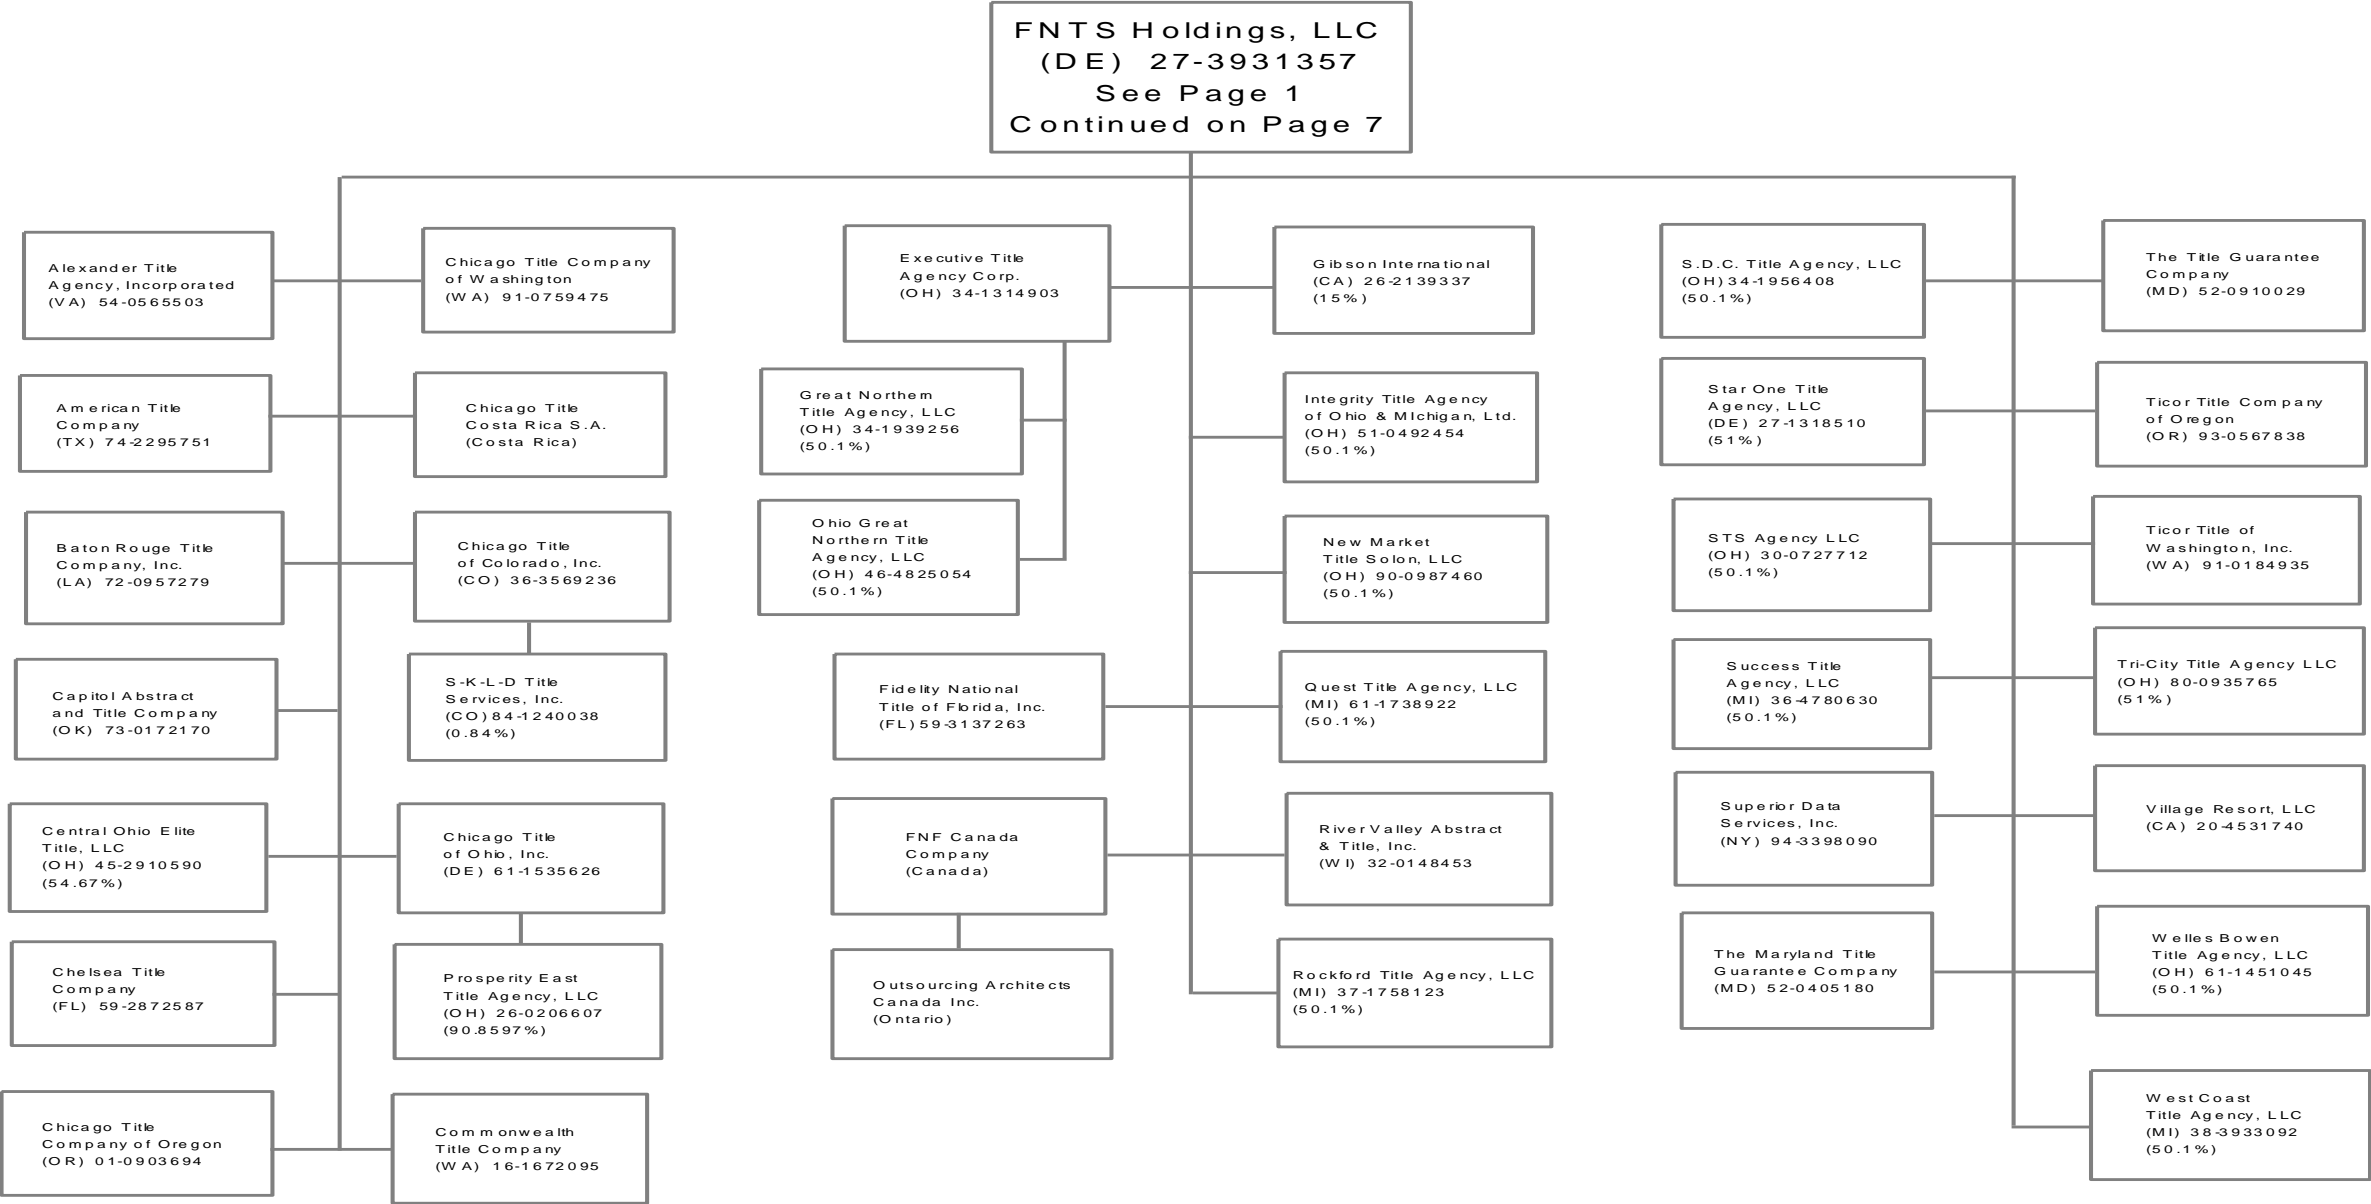 FNTS Holdings, LLC
(DE) 27-3931357
See Page 1
Continued on Page 7
Alexander Title
Agency, Incorporated
(VA) 54-0565503
Chicago Title Company
of Washington
(WA) 91-0759475
American Title
Company
(TX) 74-2295751
Chicago Title
Costa Rica S.A.
(Costa Rica)
Baton Rouge Title
Company, Inc.
(LA) 72-0957279
Chicago Title
of Colorado, Inc.
(CO) 36-3569236
Capitol Abstract
and Title Company
(OK) 73-0172170
S-K-L-D Title
Services, Inc.
(CO) 84-1240038
(0.84%)
Central Ohio Elite
Title, LLC
(OH) 45-2910590
(54.67%)
Chicago Title
of Ohio, Inc.
(DE) 61-1535626
Chelsea Title
Company
(FL) 59-2872587
Prosperity East
Title Agency, LLC
(OH) 26-0206607
(90.8597%)
Chicago Title
Company of Oregon
(OR) 01-0903694
Commonwealth
Title Company
(WA) 16-1672095
Executive Title
Agency Corp.
(OH) 34-1314903
Gibson International
(CA) 26-2139337
(15%)
Great Northern
Title Agency, LLC
(OH) 34-1939256
(50.1%)
Integrity Title Agency
of Ohio & MIchigan, Ltd.
(OH) 51-0492454
(50.1%)
Ohio Great
Northern Title
Agency, LLC
(OH) 46-4825054
(50.1%)
New Market
Title Solon, LLC
(OH) 90-0987460
(50.1%)
Fidelity National
Title of Florida, Inc.
(FL) 59-3137263
Quest Title Agency, LLC
(MI) 61-1738922
(50.1%)
FNF Canada
Company
(Canada)
River Valley Abstract
& Title, Inc.
(WI) 32-0148453
Outsourcing Architects
Canada Inc.
(Ontario)
Rockford Title Agency, LLC
(MI) 37-1758123
(50.1%)
S.D.C. Title Agency, LLC
(OH) 34-1956408
(50.1%)
The Title Guarantee
Company
(MD) 52-0910029
Star One Title
Agency, LLC
(DE) 27-1318510
(51%)
Ticor Title Company
of Oregon
(OR) 93-0567838
STS Agency LLC
(OH) 30-0727712
(50.1%)
Ticor Title of
Washington, Inc.
(WA) 91-0184935
Success Title
Agency, LLC
(MI) 36-4780630
(50.1%)
Tri-City Title Agency LLC
(OH) 80-0935765
(51%)
Superior Data
Services, Inc.
(NY) 94-3398090
Village Resort, LLC
(CA) 20-4531740
The Maryland Title
Guarantee Company
(MD) 52-0405180
Welles Bowen
Title Agency, LLC
(OH) 61-1451045
(50.1%)
West Coast
Title Agency, LLC
(MI) 38-3933092
(50.1%)